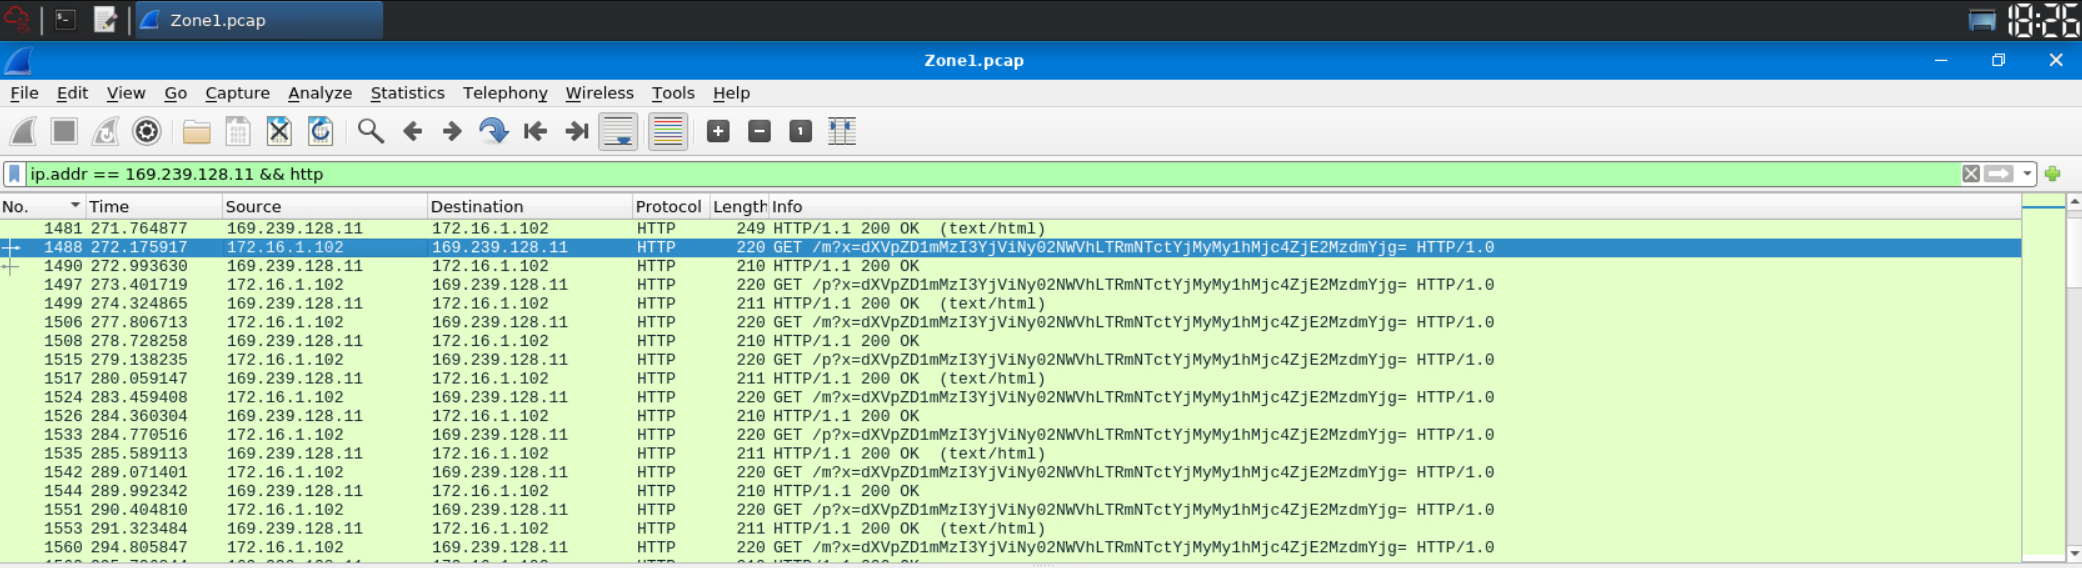 Zone1.pcap 18:26
Zone1.pcap
File Edit View Go Capture Analyze Statistics Telephony Wireless Tools Help
ip.addr == 169.239.128.11 && http
No. Time Source Destination Protocol Length Info
1481 271.764877 169.239.128.11 172.16.1.102 HTTP 249 HTTP/1.1 200 OK (text/html)
1488 272.175917 172.16.1.102 169.239.128.11 HTTP 220 GET /m?x=dXVpZD1mMzI3YjViNy02NWVhLTRmNTctYjMyMy1hMjc4ZjE2MzdmYjg= HTTP/1.0
1490 272.993630 169.239.128.11 172.16.1.102 HTTP 210 HTTP/1.1 200 OK
1497 273.401719 172.16.1.102 169.239.128.11 HTTP 220 GET /p?x=dXVpZD1mMzI3YjViNy02NWVhLTRmNTctYjMyMy1hMjc4ZjE2MzdmYjg= HTTP/1.0
1499 274.324865 169.239.128.11 172.16.1.102 HTTP 211 HTTP/1.1 200 OK (text/html)
1506 277.806713 172.16.1.102 169.239.128.11 HTTP 220 GET /m?x=dXVpZD1mMzI3YjViNy02NWVhLTRmNTctYjMyMy1hMjc4ZjE2MzdmYjg= HTTP/1.0
1508 278.728258 169.239.128.11 172.16.1.102 HTTP 210 HTTP/1.1 200 OK
1515 279.138235 172.16.1.102 169.239.128.11 HTTP 220 GET /p?x=dXVpZD1mMzI3YjViNy02NWVhLTRmNTctYjMyMy1hMjc4ZjE2MzdmYjg= HTTP/1.0
1517 280.059147 169.239.128.11 172.16.1.102 HTTP 211 HTTP/1.1 200 OK (text/html)
1524 283.459408 172.16.1.102 169.239.128.11 HTTP 220 GET /m?x=dXVpZD1mMzI3YjViNy02NWVhLTRmNTctYjMyMy1hMjc4ZjE2MzdmYjg= HTTP/1.0
1526 284.360304 169.239.128.11 172.16.1.102 HTTP 210 HTTP/1.1 200 OK
1533 284.770516 172.16.1.102 169.239.128.11 HTTP 220 GET /p?x=dXVpZD1mMzI3YjViNy02NWVhLTRmNTctYjMyMy1hMjc4ZjE2MzdmYjg= HTTP/1.0
1535 285.589113 169.239.128.11 172.16.1.102 HTTP 211 HTTP/1.1 200 OK (text/html)
1542 289.071401 172.16.1.102 169.239.128.11 HTTP 220 GET /m?x=dXVpZD1mMzI3YjViNy02NWVhLTRmNTctYjMyMy1hMjc4ZjE2MzdmYjg= HTTP/1.0
1544 289.992342 169.239.128.11 172.16.1.102 HTTP 210 HTTP/1.1 200 OK
1551 290.404810 172.16.1.102 169.239.128.11 HTTP 220 GET /p?x=dXVpZD1mMzI3YjViNy02NWVhLTRmNTctYjMyMy1hMjc4ZjE2MzdmYjg= HTTP/1.0
1553 291.323484 169.239.128.11 172.16.1.102 HTTP 211 HTTP/1.1 200 OK (text/html)
1560 294.805847 172.16.1.102 169.239.128.11 HTTP 220 GET /m?x=dXVpZD1mMzI3YjViNy02NWVhLTRmNTctYjMyMy1hMjc4ZjE2MzdmYjg= HTTP/1.0